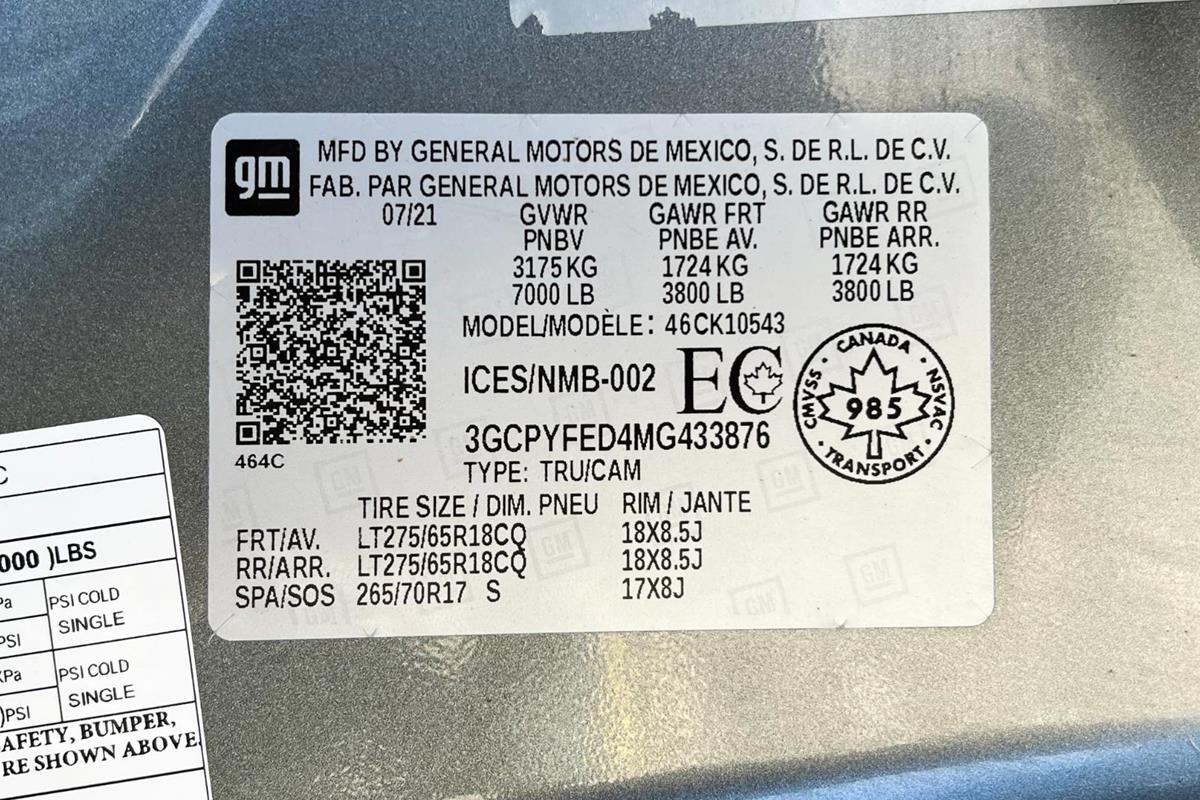 gm
MFD BY GENERAL MOTORS DE MEXICO, S. DE R.L. DE C.V.
FAB. PAR GENERAL MOTORS DE MEXICO, S. DE R.L. DE C.V.
07/21 GVWR GAWR FRT GAWR RR
PNBV PNBE AV. PNBE ARR.
3175 KG 1724 KG 1724 KG
7000 LB 3800 LB 3800 LB
MODEL/MODÈLE: 46CK10543
ICES/NMB-002 EC
CANADA
CMVSS 985 NSVAC
TRANSPORT
3GCPYFED4MG433876
464C
TYPE: TRU/CAM
TIRE SIZE / DIM. PNEU RIM / JANTE
FRT/AV. LT275/65R18CQ 18X8.5J
RR/ARR. LT275/65R18CQ 18X8.5J
SPA/SOS 265/70R17 S 17X8J
C
000 )LBS
Pa PSI COLD
PSI SINGLE
KPa PSI COLD
)PSI SINGLE
AFETY, BUMPER,
RE SHOWN ABOVE